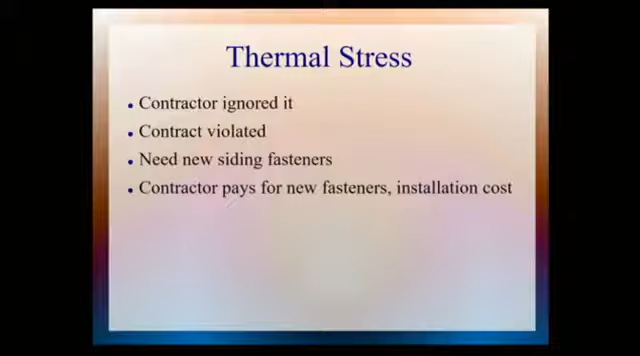 Thermal Stress
Contractor ignored it
Contract violated
Need new siding fasteners
Contractor pays for new fasteners, installation cost